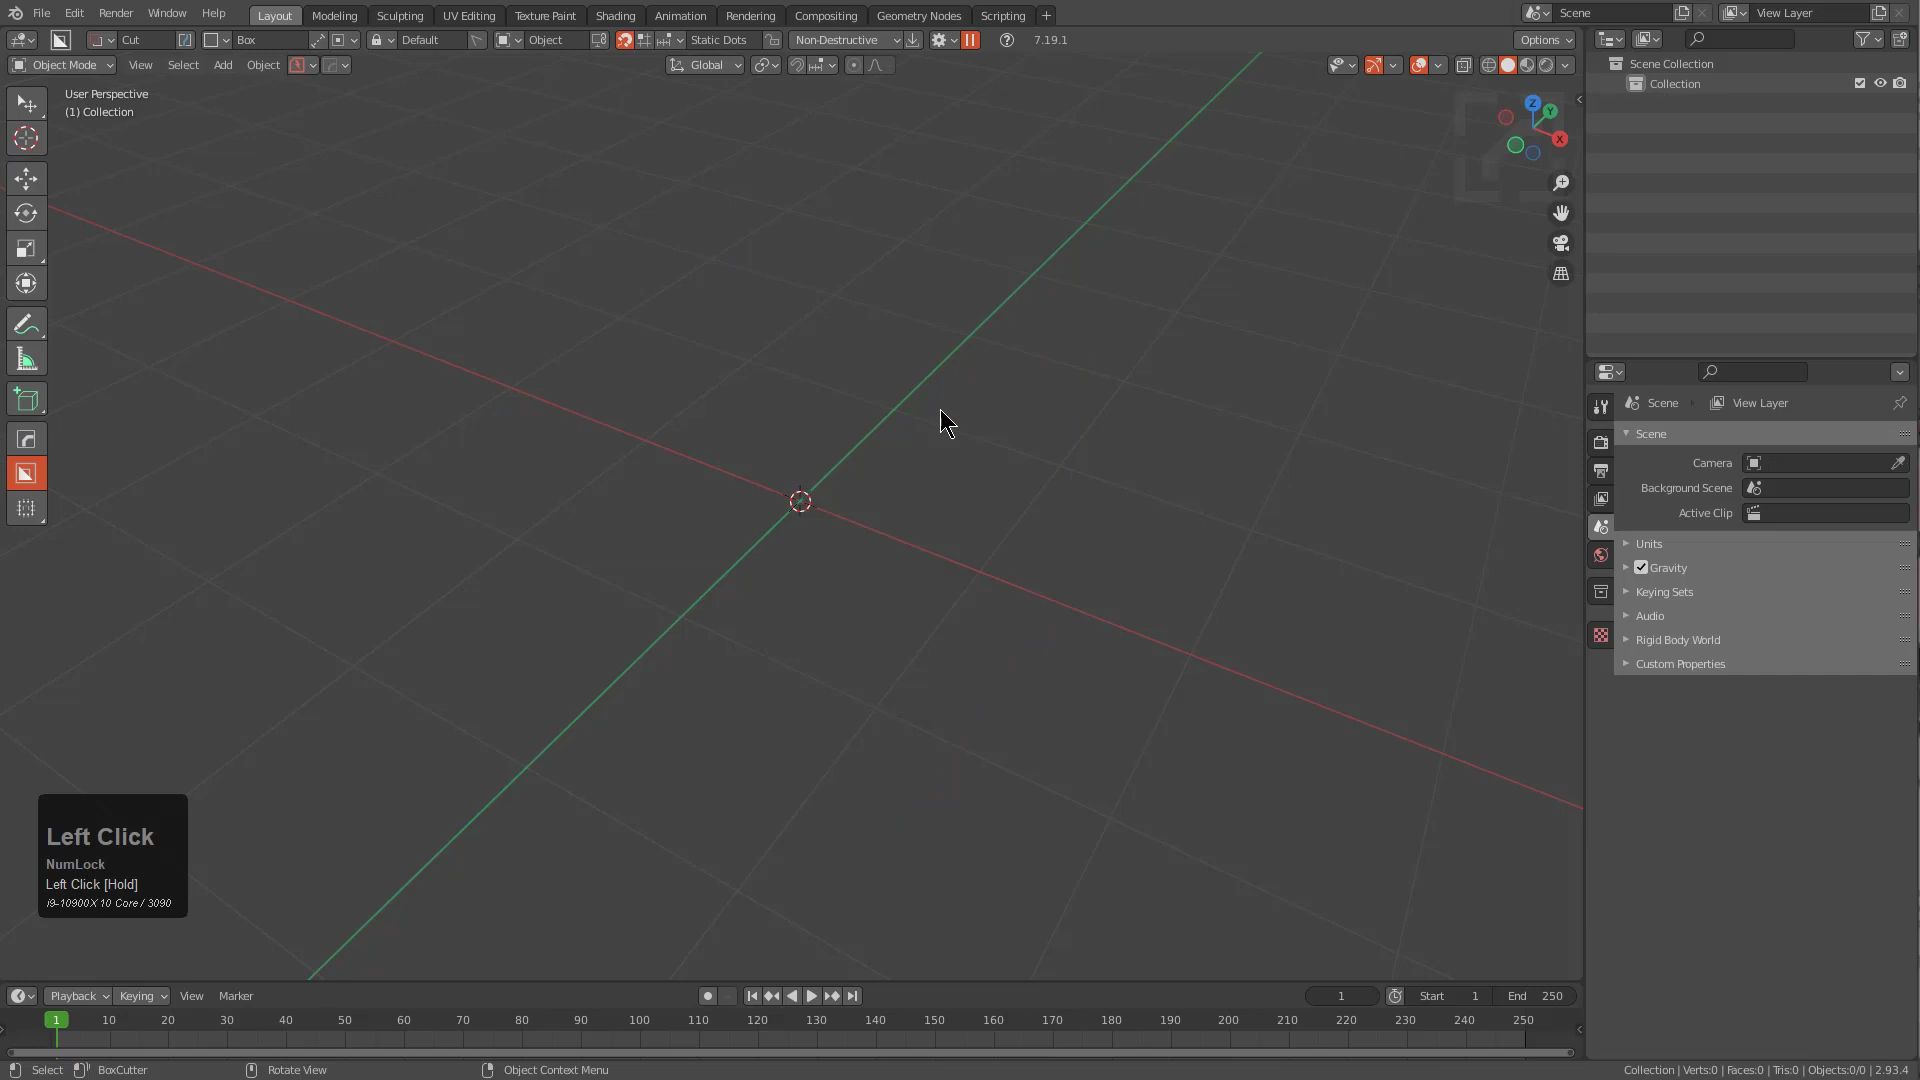 File Edit Render Window Help Layout Modeling Sculpting UV Editing Texture Paint Shading Animation Rendering Compositing Geometry Nodes Scripting + Scene View Layer
Cut Box Default Object Static Dots Non-Destructive 7.19.1 Options
Object Mode View Select Add Object Global
User Perspective
(1) Collection
Z
Y
X
Scene Collection
Collection
Scene View Layer
Scene
Camera
Background Scene
Active Clip
Units
Gravity
Keying Sets
Audio
Rigid Body World
Custom Properties
Left Click
NumLock
Left Click [Hold]
i9-10900X 10 Core / 3090
Playback Keying View Marker 1 Start 1 End 250
1 10 20 30 40 50 60 70 80 90 100 110 120 130 140 150 160 170 180 190 200 210 220 230 240 250
Select BoxCutter Rotate View Object Context Menu Collection | Verts:0 | Faces:0 | Tris:0 | Objects:0/0 | 2.93.4